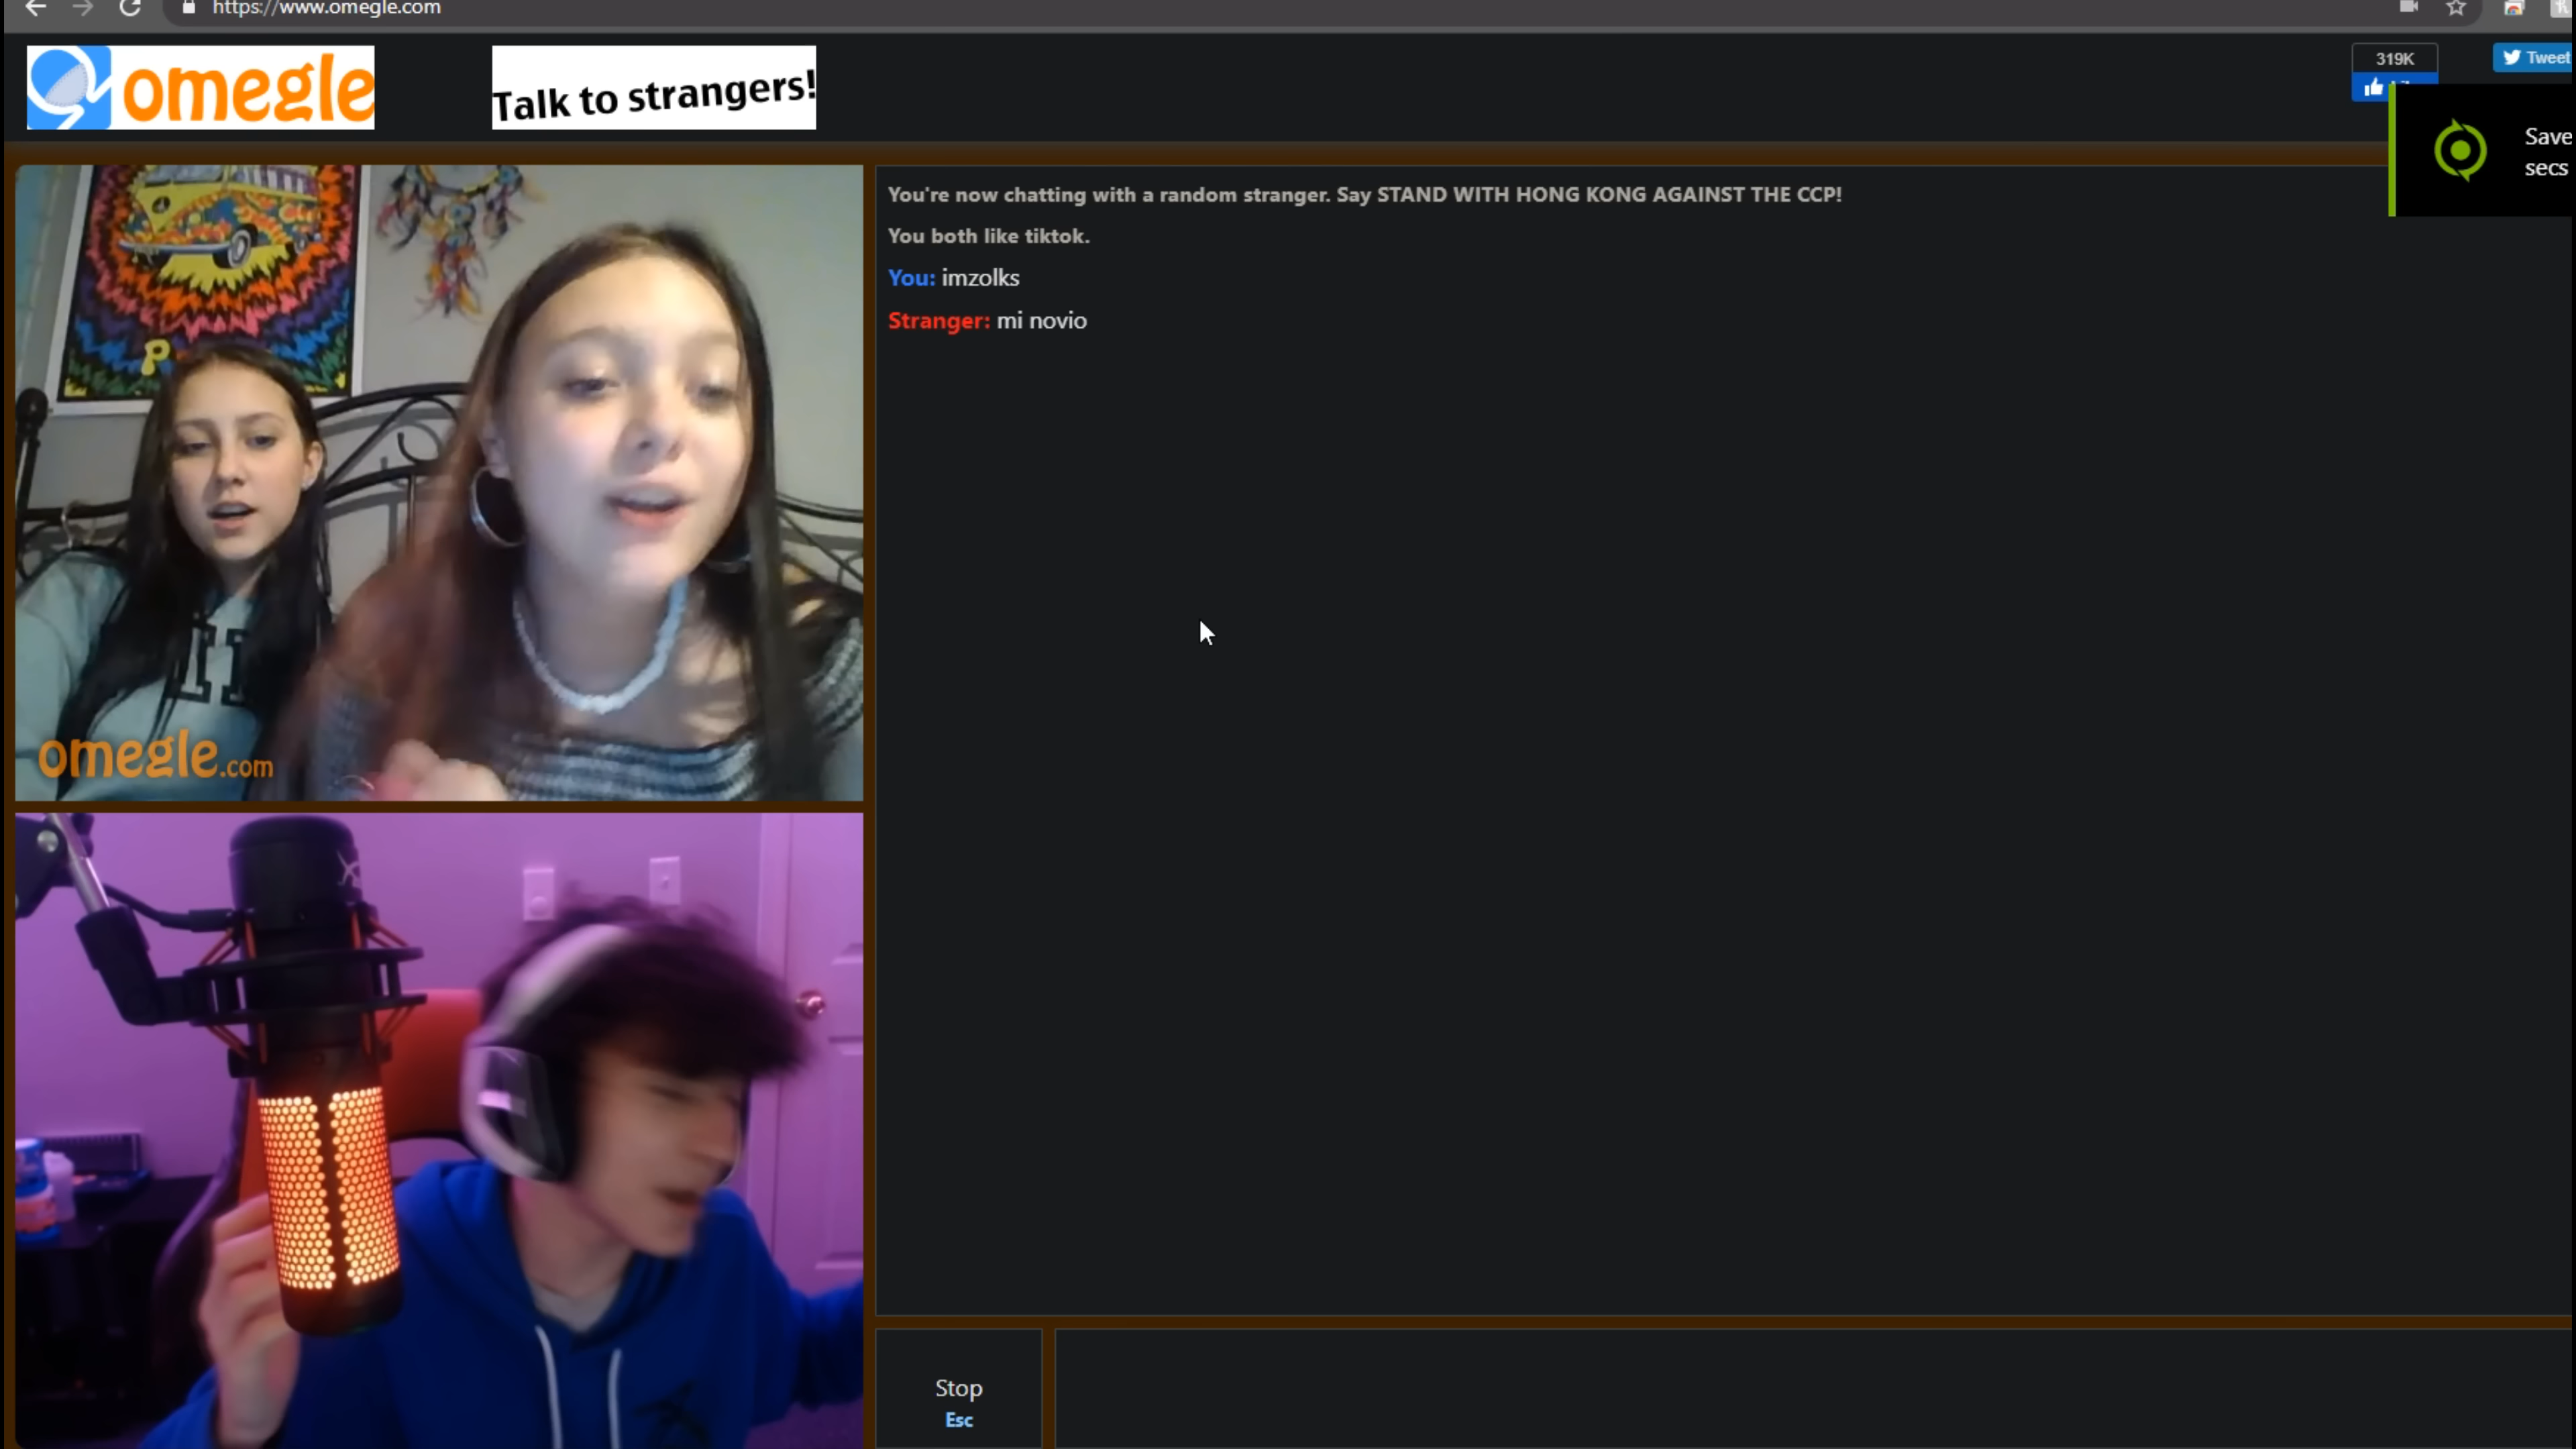 https://www.omegle.com
omegle
Talk to strangers!
319K
Tweet
Save
secs
You're now chatting with a random stranger. Say STAND WITH HONG KONG AGAINST THE CCP!
You both like tiktok.
You: imzolks
Stranger: mi novio
P
omegle.com
Stop
Esc